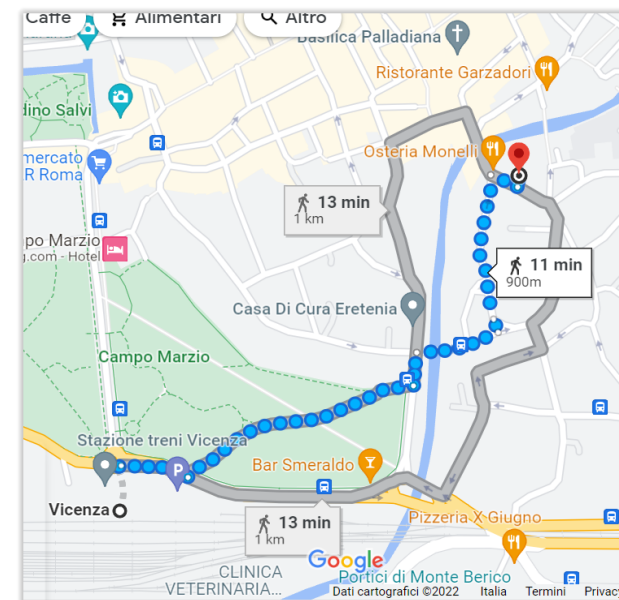 Caffè
Alimentari
Altro
Basilica Palladiana
Ristorante Garzadori
dino Salvi
Osteria Monelli
mercato
R Roma
13 min
1 km
po Marzio
g.com - Hotel
11 min
900m
Casa Di Cura Eretenia
Campo Marzio
Stazione treni Vicenza
P
Bar Smeraldo
Vicenza
13 min
1 km
Pizzeria X Giugno
Google
CLINICA
VETERINARIA...
Portici di Monte Berico
Dati cartografici ©2022
Italia
Termini
Privacy